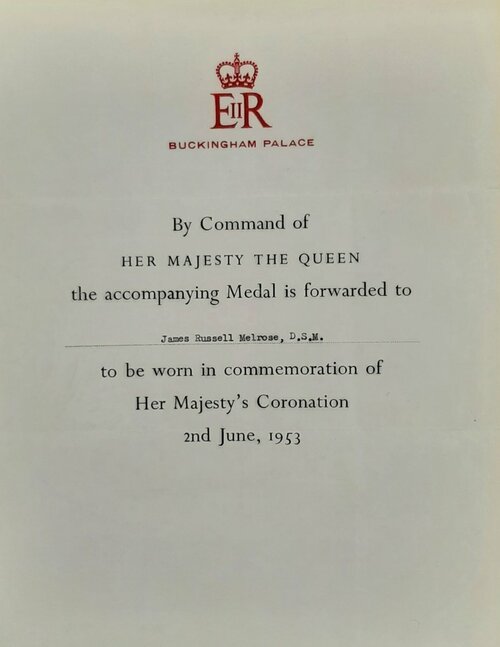 EIIR
BUCKINGHAM PALACE
By Command of
HER MAJESTY THE QUEEN
the accompanying Medal is forwarded to
James Russell Melrose, D.S.M.
to be worn in commemoration of
Her Majesty's Coronation
2nd June, 1953